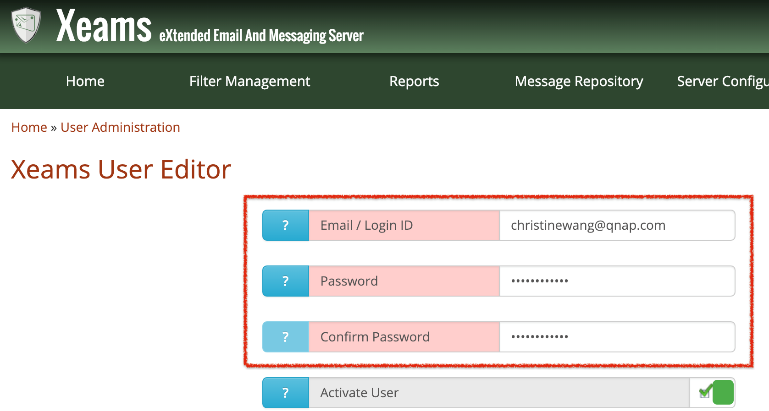 Xeams eXtended Email And Messaging Server
Home Filter Management Reports Message Repository Server Configu
Home » User Administration
Xeams User Editor
? Email / Login ID christinewang@qnap.com
? Password ••••••••••••
? Confirm Password ••••••••••••
? Activate User